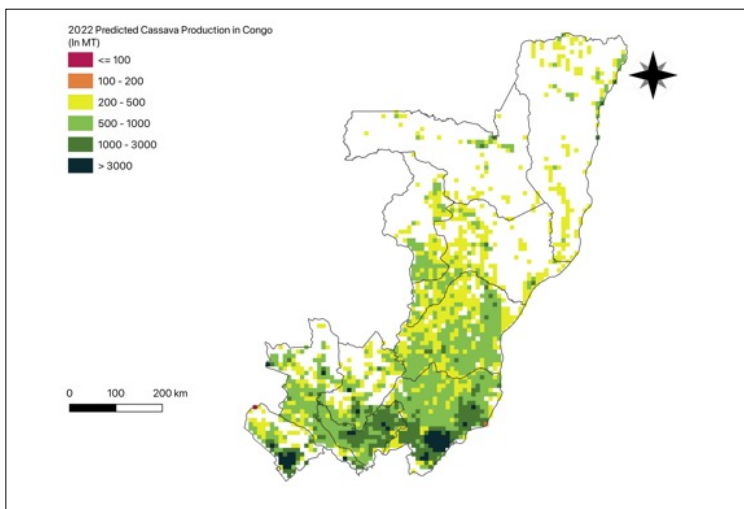 2022 Predicted Cassava Production in Congo
(In MT)
<= 100
100 - 200
200 - 500
500 - 1000
1000 - 3000
> 3000
0 100 200 km